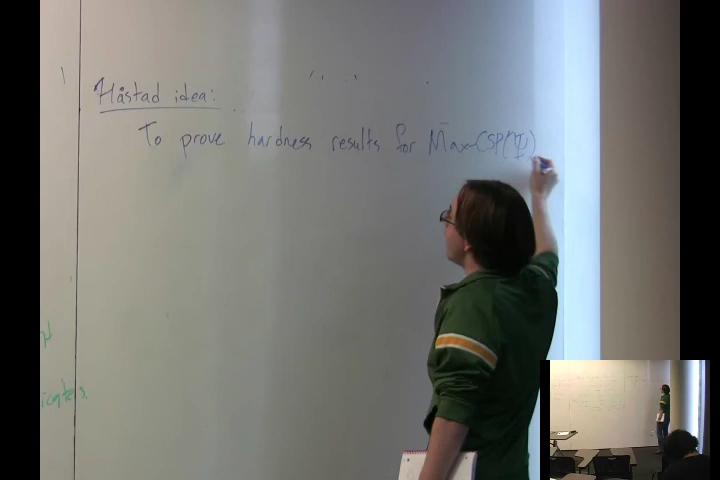 Håstad idea:
To prove hardness results for Max-CSP(Ψ)